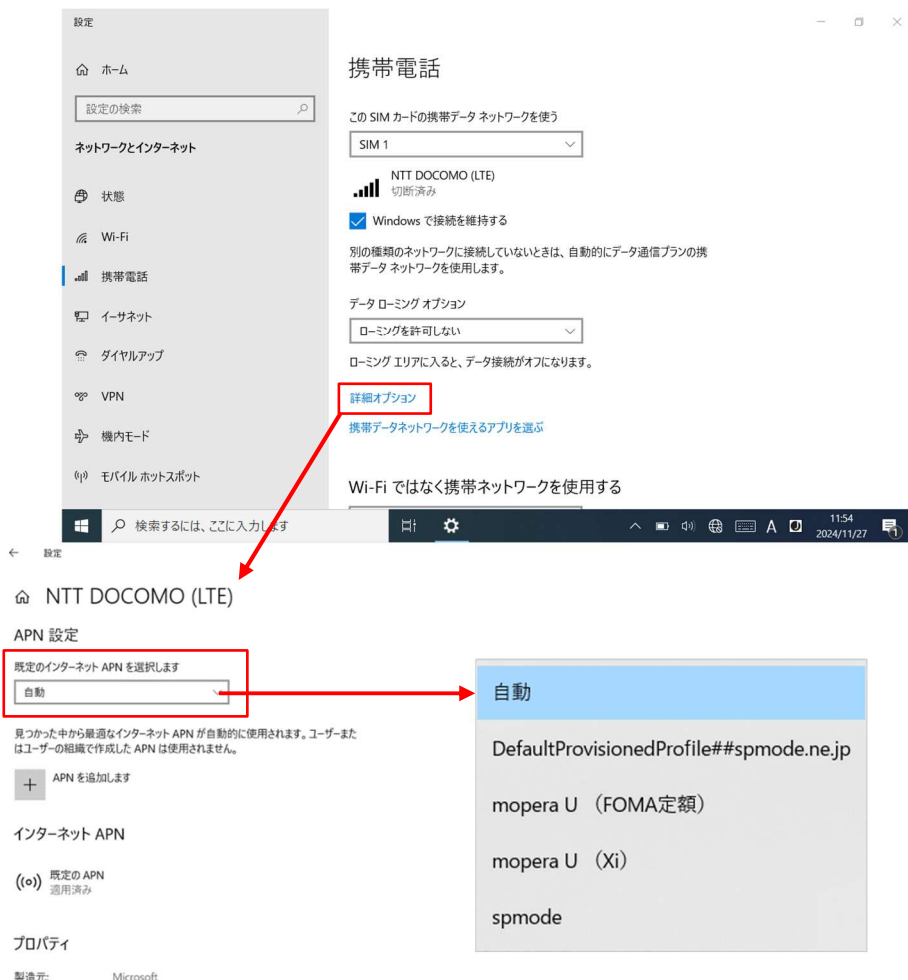 設定
ホーム
設定の検索
ネットワークとインターネット
状態
Wi-Fi
携帯電話
イーサネット
ダイヤルアップ
VPN
機内モード
モバイル ホットスポット
携帯電話
この SIM カードの携帯データ ネットワークを使う
SIM 1
NTT DOCOMO (LTE)
切断済み
Windows で接続を維持する
別の種類のネットワークに接続していないときは、自動的にデータ通信プランの携
帯データ ネットワークを使用します。
データ ローミング オプション
ローミングを許可しない
ローミング エリアに入ると、データ接続がオフになります。
詳細オプション
携帯データネットワークを使えるアプリを選ぶ
Wi-Fi ではなく携帯ネットワークを使用する
検索するには、ここに入力します
A
11:54
2024/11/27
1
設定
NTT DOCOMO (LTE)
APN 設定
既定のインターネット APN を選択します
自動
見つかった中から最適なインターネット APN が自動的に使用されます。ユーザーまた
はユーザーの組織で作成した APN は使用されません。
APN を追加します
インターネット APN
既定の APN
適用済み
プロパティ
製造元: Microsoft
自動
DefaultProvisionedProfile##spmode.ne.jp
mopera U （FOMA定額）
mopera U （Xi）
spmode